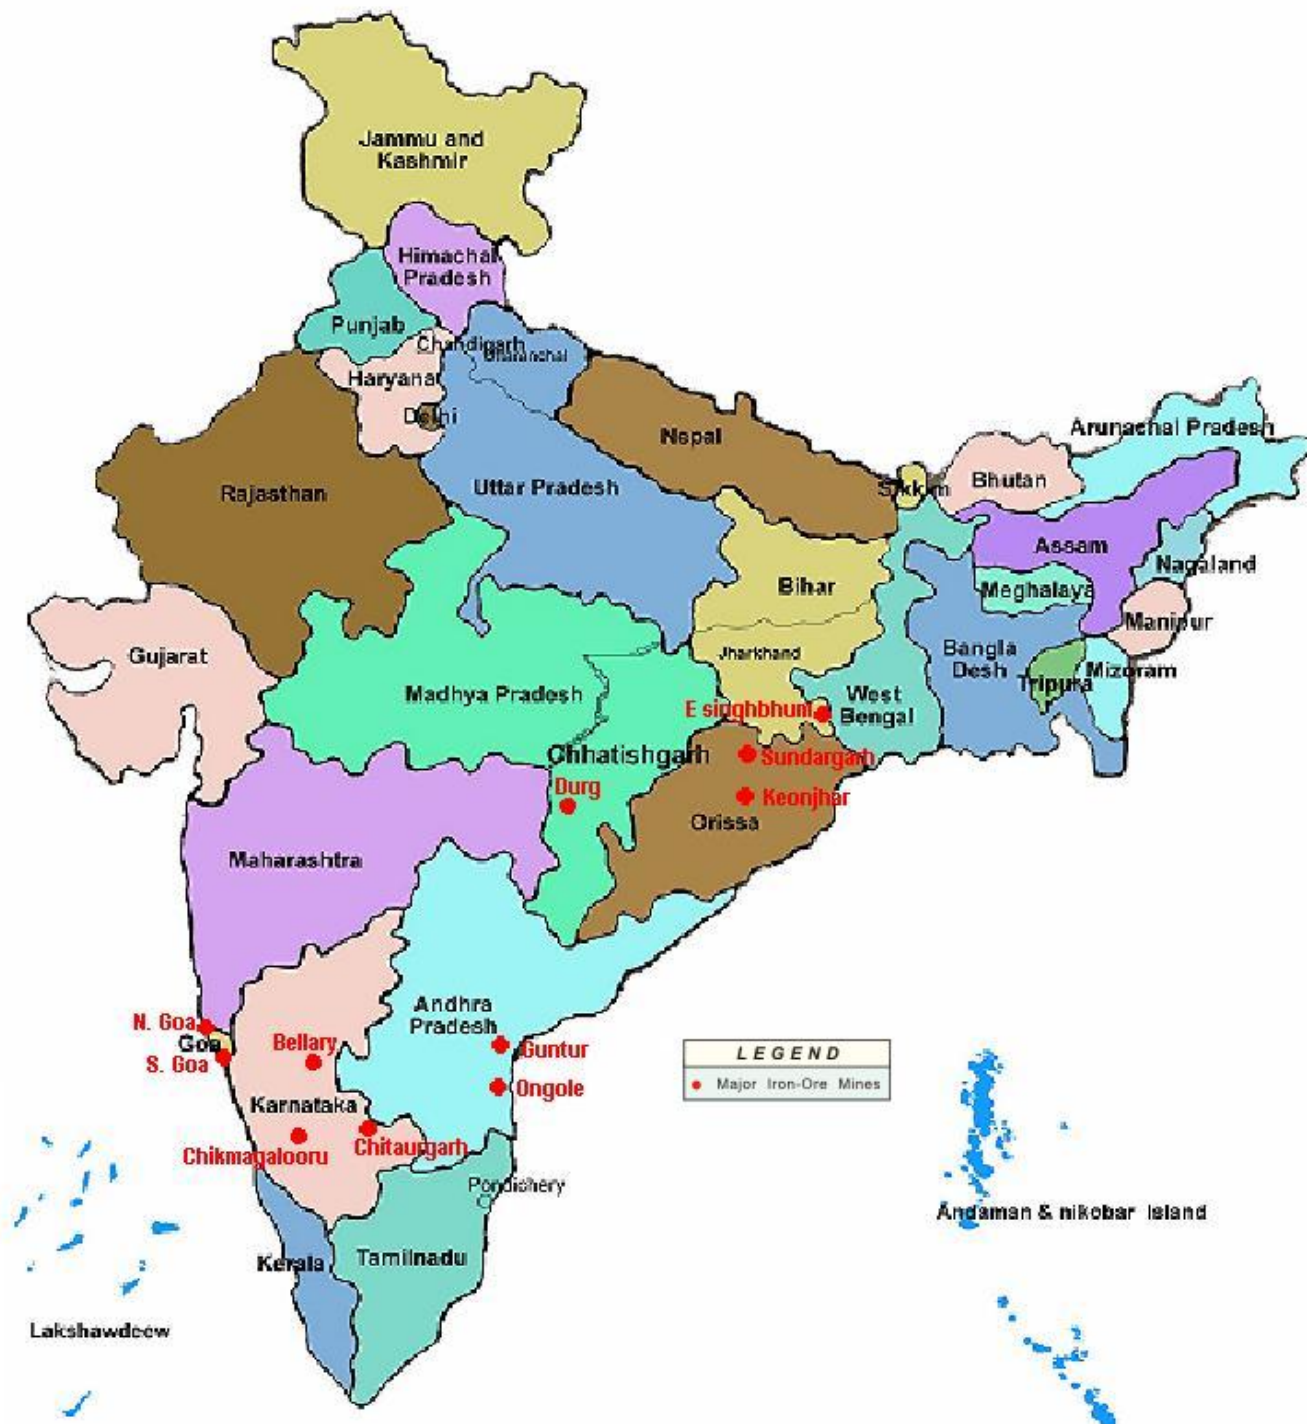 Jammu and
Kashmir
Himachal
Pradesh
Punjab
Chandigarh
Uttaranchal
Haryana
Delhi
Nepal
Arunachal Pradesh
Sikkim
Bhutan
Rajasthan
Uttar Pradesh
Assam
Nagaland
Bihar
Meghalaya
Manipur
Gujarat
Jharkhand
Bangla
Desh
Mizoram
Tripura
Madhya Pradesh
West
Bengal
E singhbhum
Chhatishgarh
Sundargarh
Durg
Keonjhar
Orissa
Maharashtra
Andhra
Pradesh
N. Goa
Goa
S. Goa
Bellary
Guntur
LEGEND
Major Iron-Ore Mines
Ongole
Karnataka
Chitaurgarh
Chikmagalooru
Pondichery
Andaman & nikobar Island
Kerala
Tamilnadu
Lakshawdeew